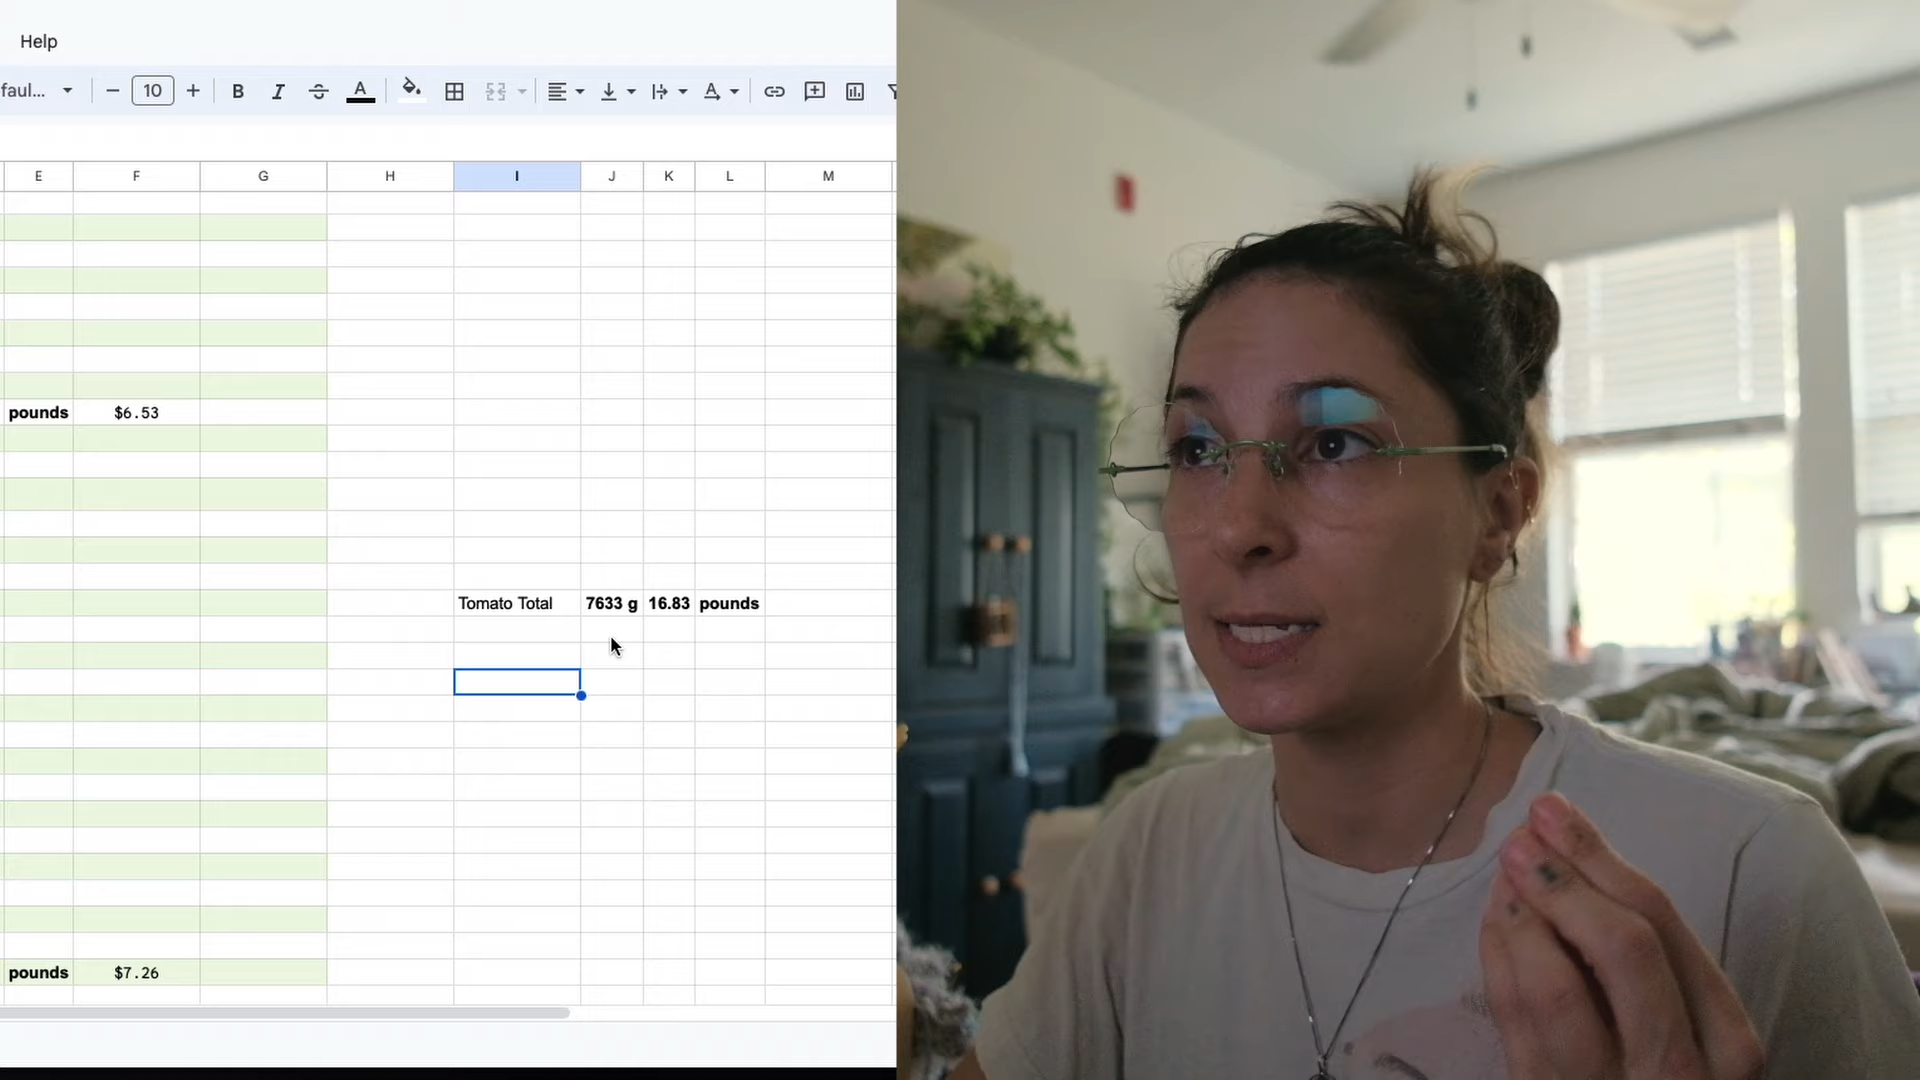 Help
faul... 10 B I A A
E F G H I J K L M
pounds $6.53
Tomato Total 7633 g 16.83 pounds
pounds $7.26